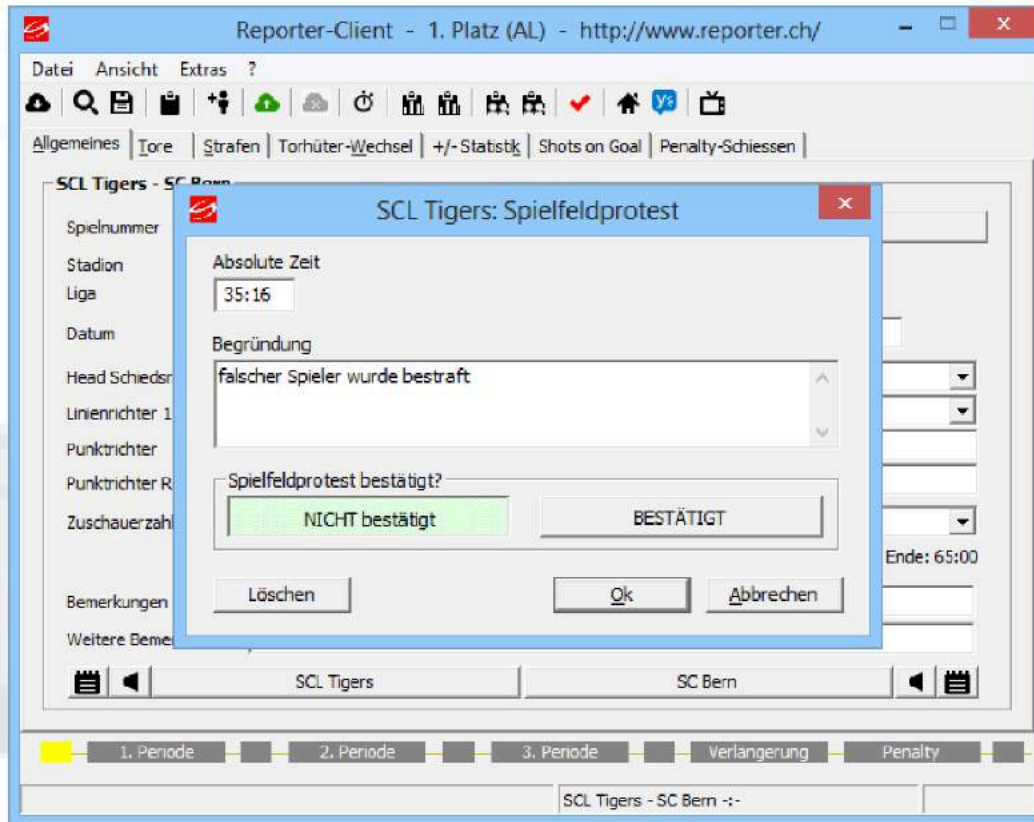 Reporter-Client - 1. Platz (AL) - http://www.reporter.ch/
Datei Ansicht Extras ?
Allgemeines Tore Strafen Torhüter-Wechsel +/- Statistik Shots on Goal Penalty-Schiessen
SCL Tigers - SC Bern
SCL Tigers: Spielfeldprotest
Spielnummer
Stadion
Absolute Zeit
Liga
35:16
Datum
Begründung
Head Schiedsr
falscher Spieler wurde bestraft
Linienrichter 1
Punktrichter
Punktrichter R
Spielfeldprotest bestätigt?
Zuschauerzahl
NICHT bestätigt BESTÄTIGT
Ende: 65:00
Bemerkungen
Löschen Ok Abbrechen
Weitere Beme
SCL Tigers SC Bern
1. Periode 2. Periode 3. Periode Verlängerung Penalty
SCL Tigers - SC Bern -:-